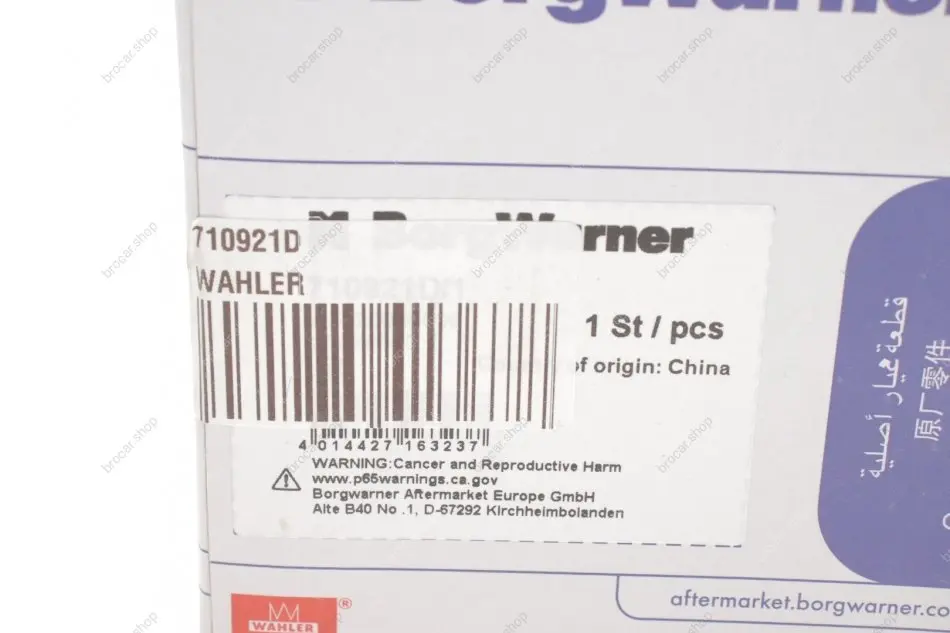 BorgWarner
BorgWarner
710921D
WAHLER
710921D/1
1 St / pcs
of origin: China
4 014427 163237
WARNING:Cancer and Reproductive Harm
www.p65warnings.ca.gov
Borgwarner Aftermarket Europe GmbH
Alte B40 No .1, D-67292 Kirchheimbolanden
قطعة غيار أصلية
原厂零件
WAHLER ®
aftermarket.borgwarner.co
brocar.shop